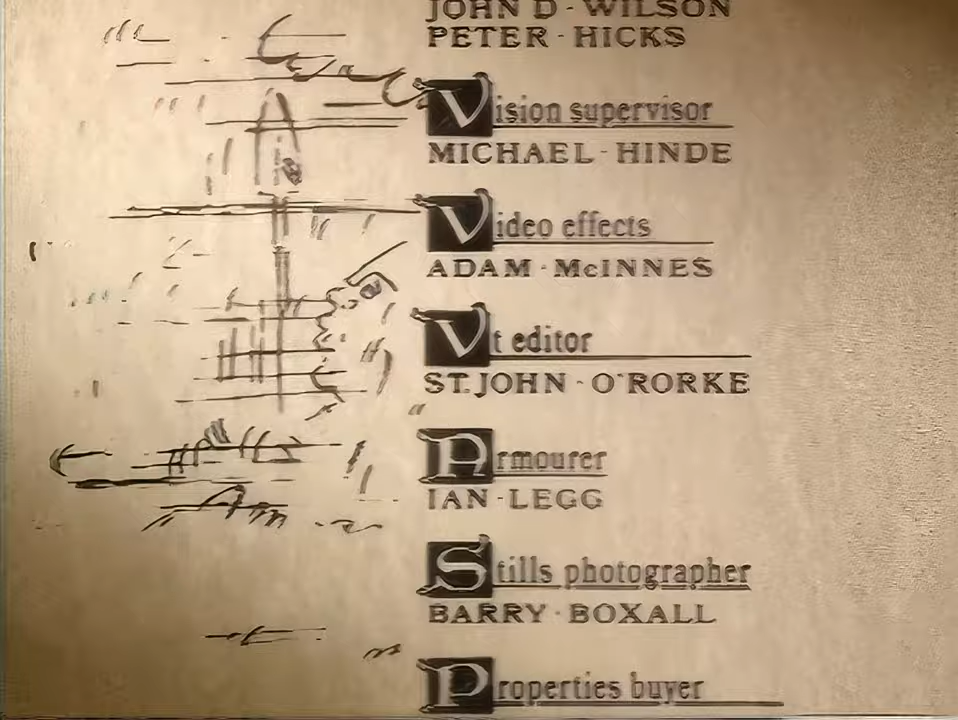 JOHN D · WILSON
PETER · HICKS
Vision supervisor
MICHAEL · HINDE
Video effects
ADAM · McINNES
Vt editor
ST. JOHN · O'RORKE
Armourer
IAN · LEGG
Stills photographer
BARRY · BOXALL
Properties buyer